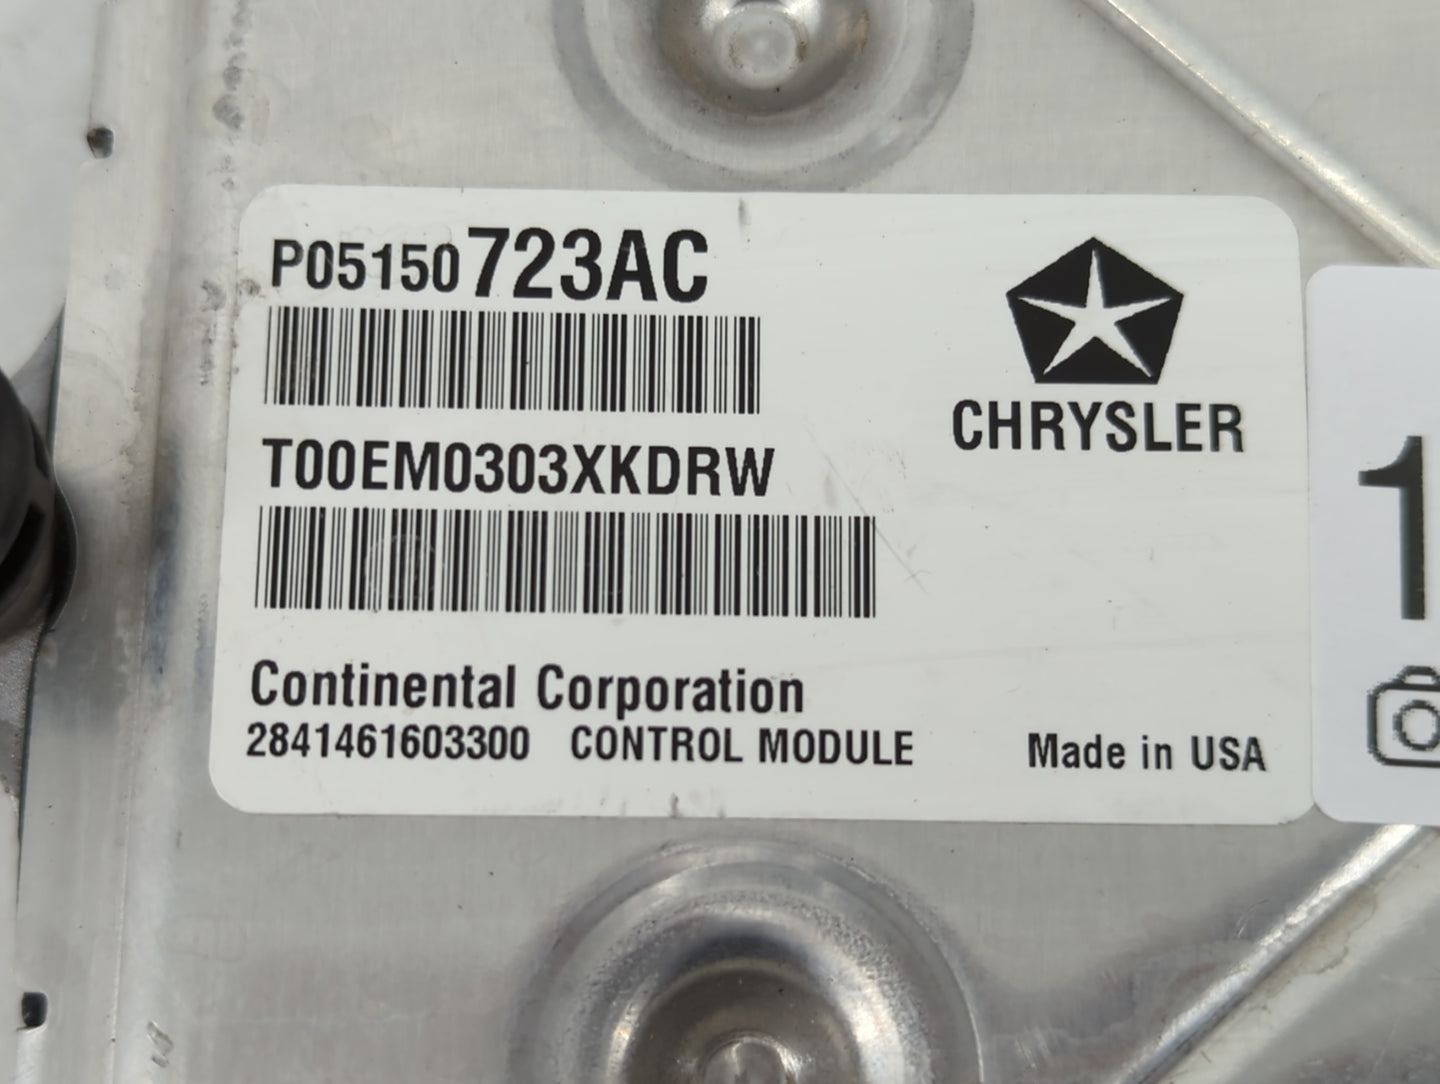 P05150723AC
CHRYSLER
T00EM0303XKDRW
Continental Corporation
2841461603300 CONTROL MODULE Made in USA
1